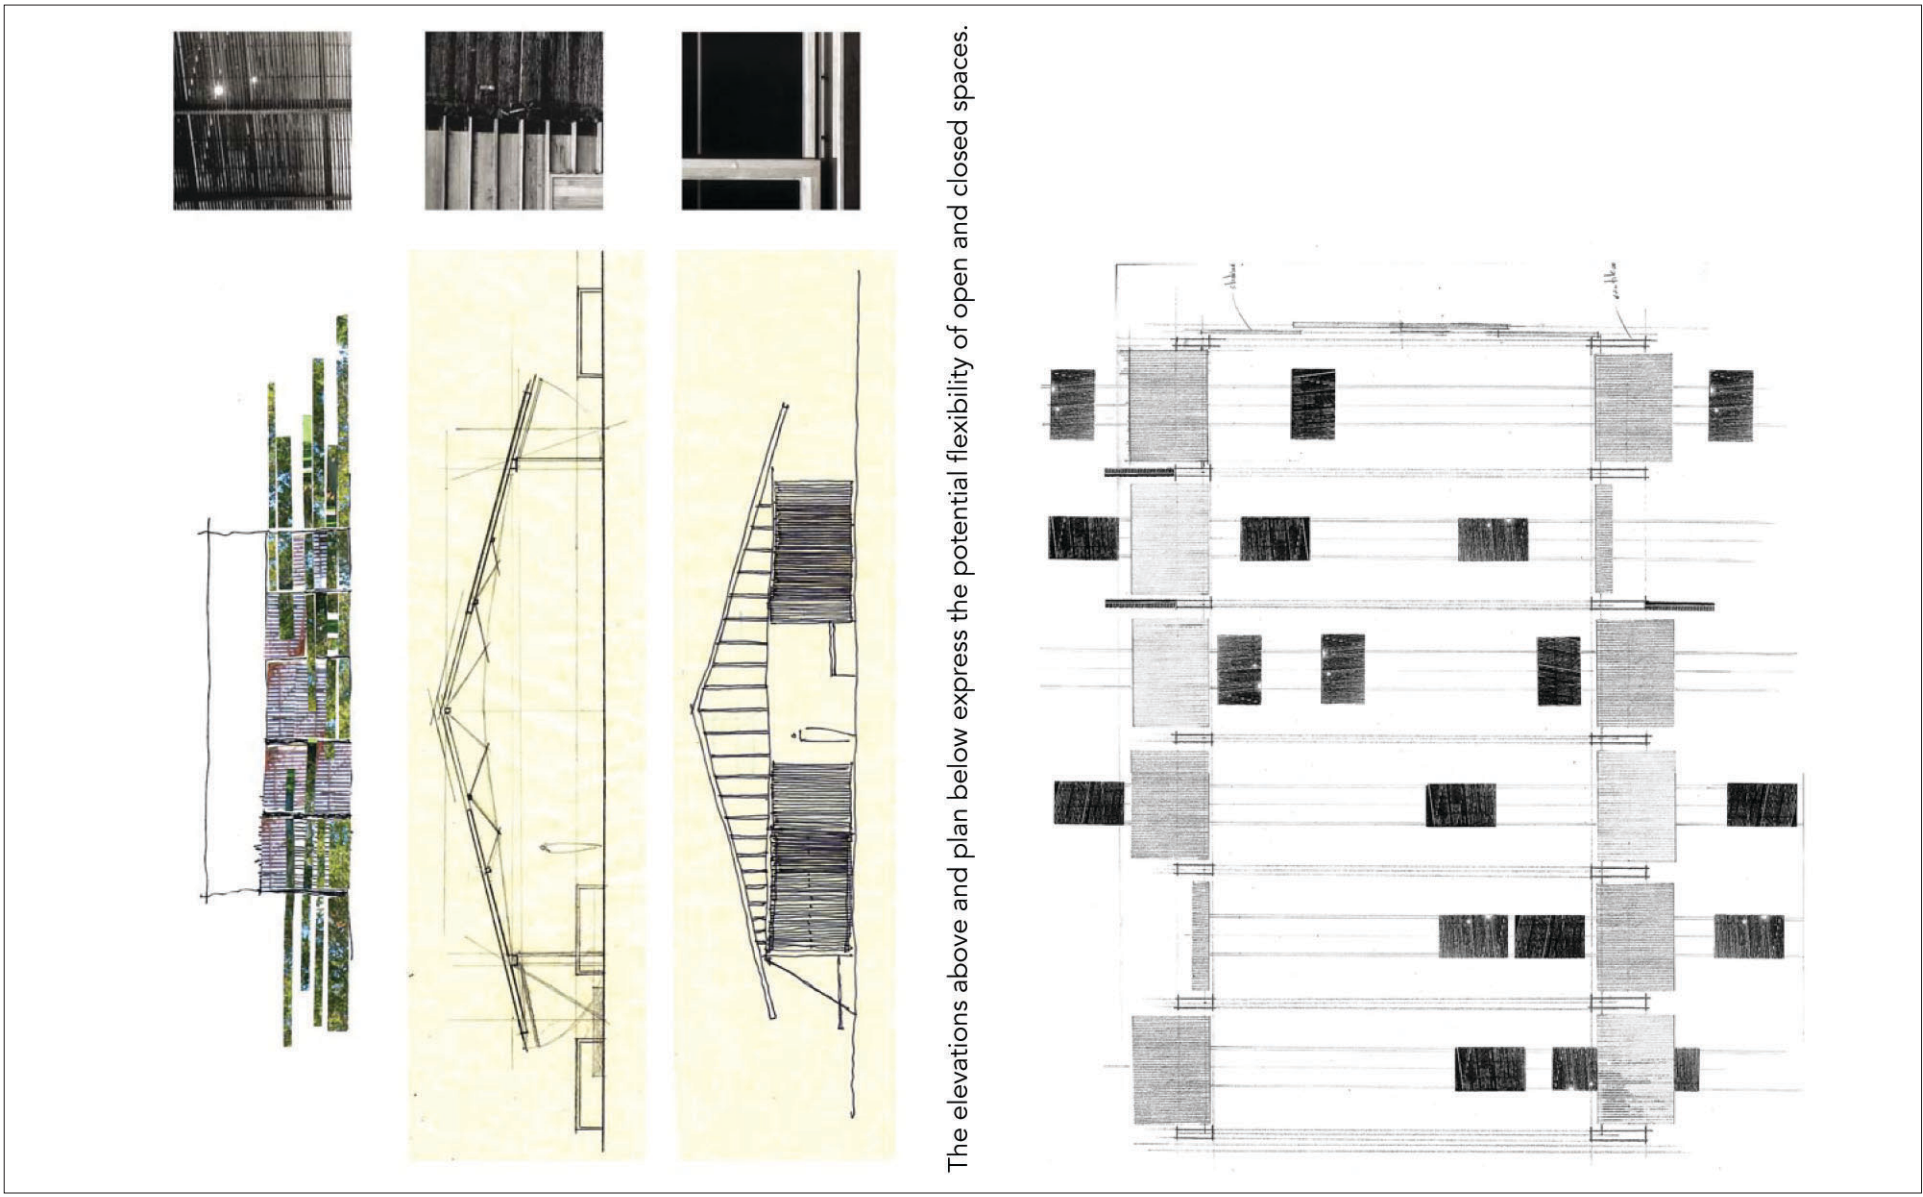 The elevations above and plan below express the potential flexibility of open and closed spaces.